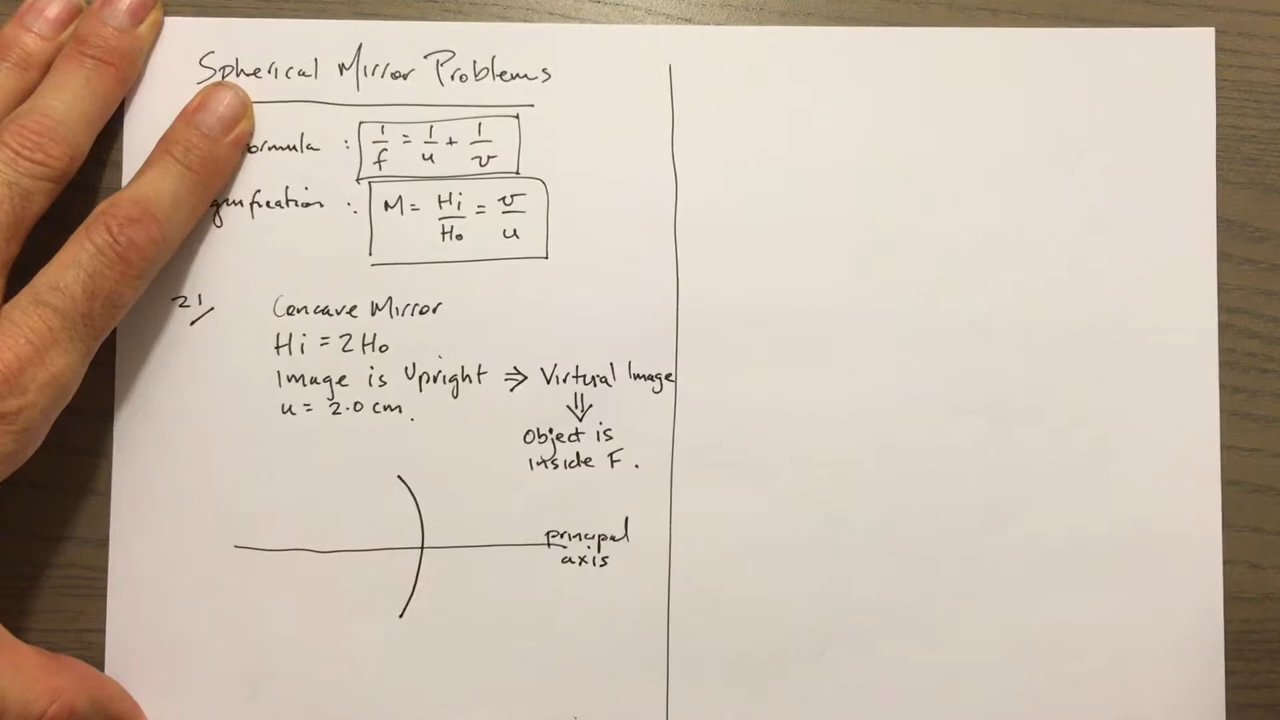 Spherical Mirror Problems
ormula : 1/f = 1/u + 1/v
gnification : M = Hi/Ho = v/u
2/ Concave Mirror
Hi = 2Ho
Image is Upright ⇒ Virtual Image
u = 2.0 cm.
⇓
Object is
inside F.
principal
axis